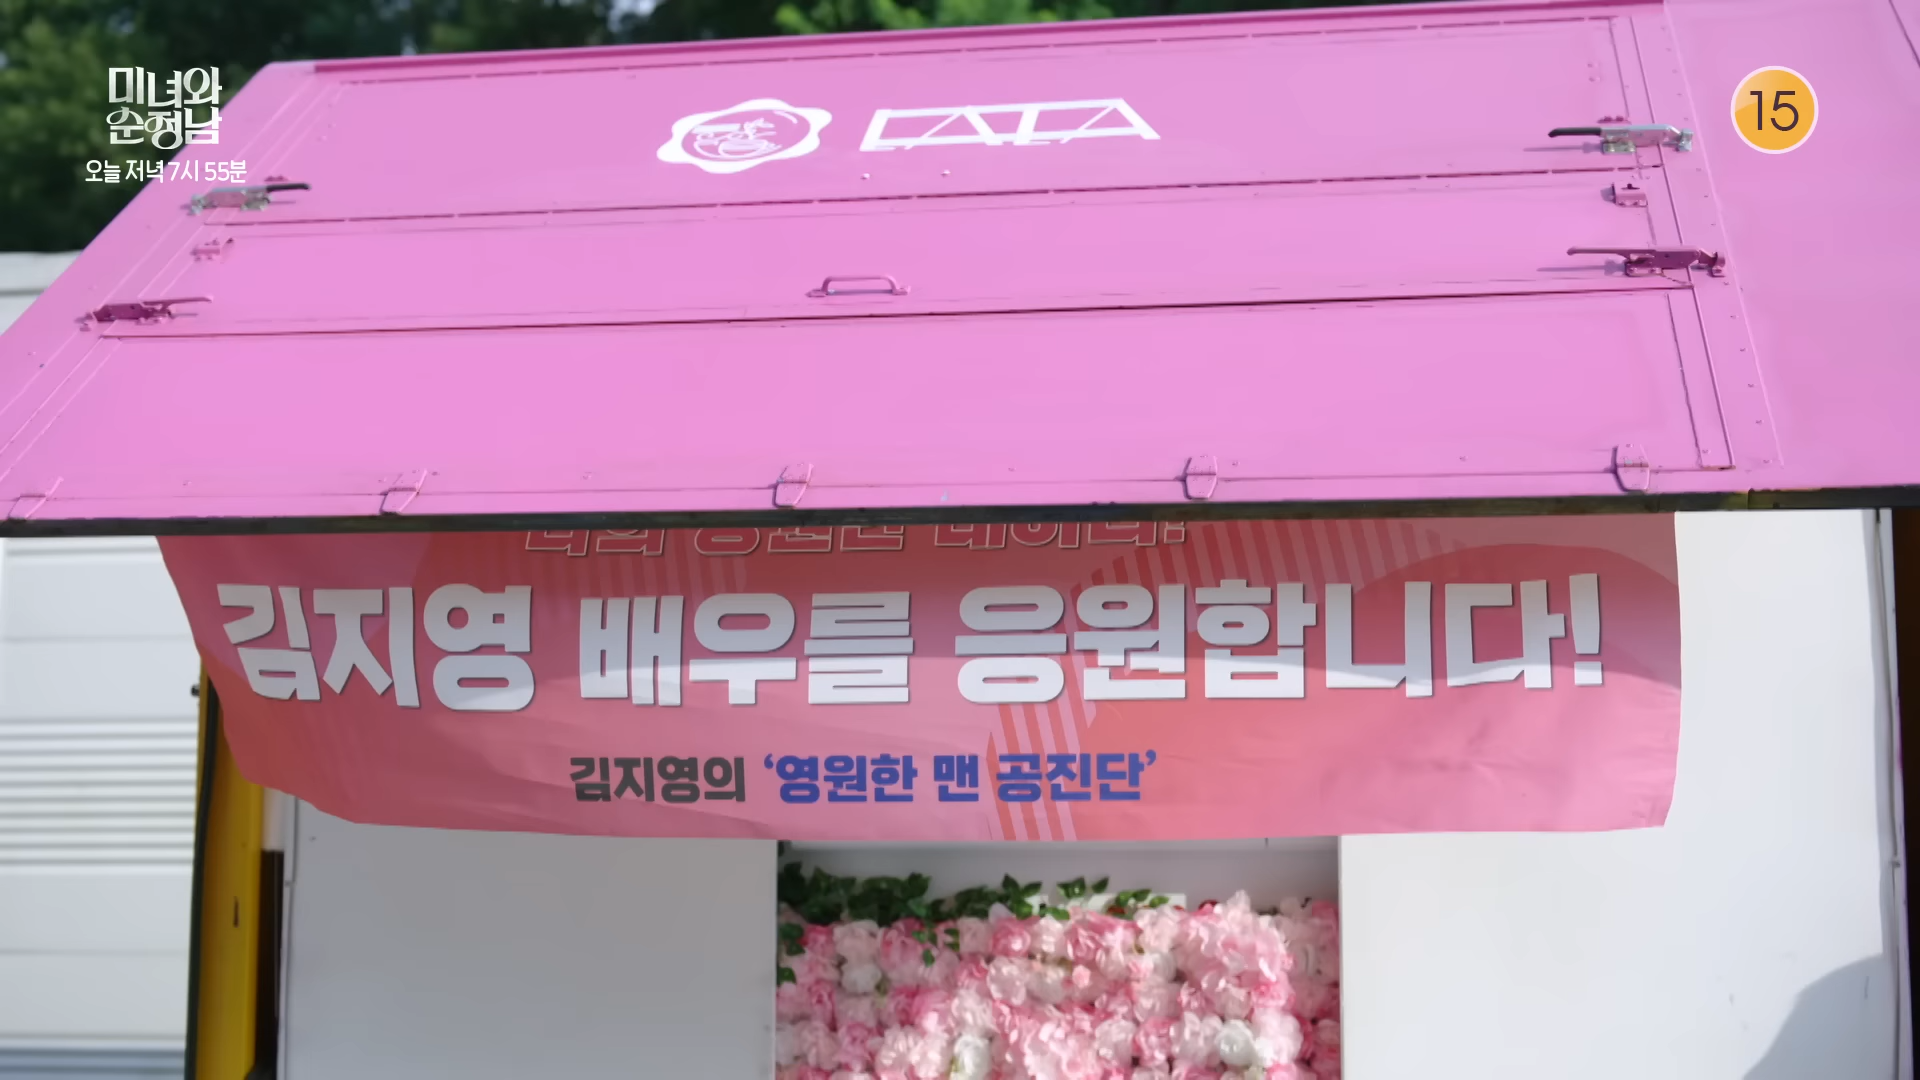 미녀와
순정남
오늘 저녁 7시 55분
15
김지영 배우를 응원합니다!
김지영의 ‘영원한 맨 공진단’